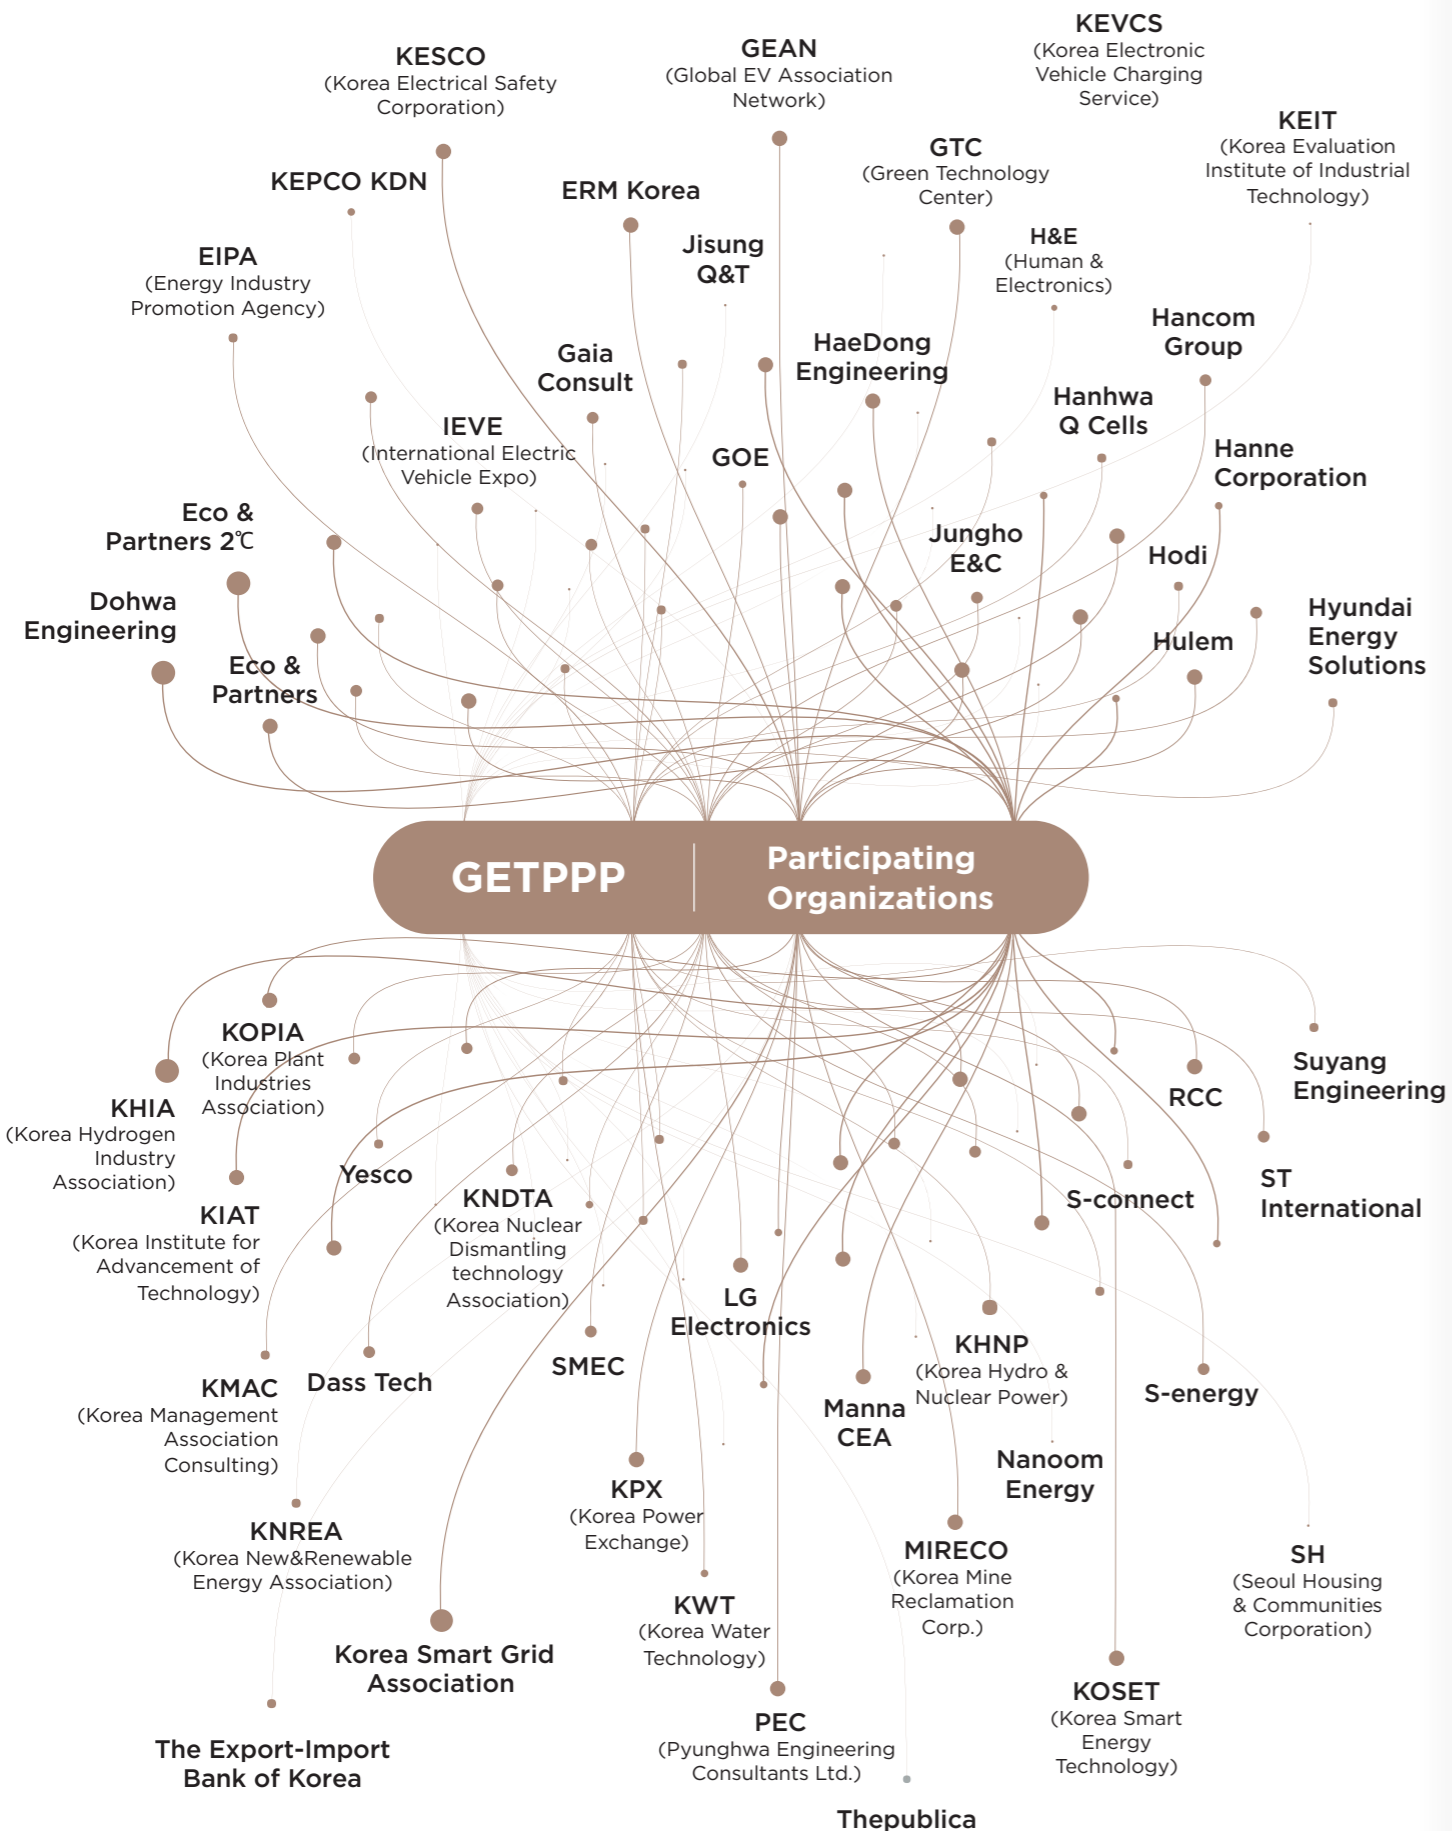 KEVCS
(Korea Electronic
Vehicle Charging
Service)
GEAN
(Global EV Association
Network)
KESCO
(Korea Electrical Safety
Corporation)
KEIT
(Korea Evaluation
Institute of Industrial
Technology)
GTC
(Green Technology
Center)
KEPCO KDN
ERM Korea
Jisung
Q&T
H&E
(Human &
Electronics)
EIPA
(Energy Industry
Promotion Agency)
Hancom
Group
HaeDong
Engineering
Gaia
Consult
Hanhwa
Q Cells
IEVE
(International Electric
Vehicle Expo)
GOE
Hanne
Corporation
Eco &
Partners 2℃
Jungho
E&C
Hodi
Dohwa
Engineering
Hyundai
Energy
Solutions
Hulem
Eco &
Partners
GETPPP
Participating
Organizations
KOPIA
(Korea Plant
Industries
Association)
Suyang
Engineering
RCC
KHIA
(Korea Hydrogen
Industry
Association)
Yesco
KNDTA
(Korea Nuclear
Dismantling
technology
Association)
S-connect
ST
International
KIAT
(Korea Institute for
Advancement of
Technology)
LG
Electronics
KHNP
(Korea Hydro &
Nuclear Power)
SMEC
Dass Tech
KMAC
(Korea Management
Association
Consulting)
S-energy
Manna
CEA
Nanoom
Energy
KPX
(Korea Power
Exchange)
KNREA
(Korea New&Renewable
Energy Association)
MIRECO
(Korea Mine
Reclamation
Corp.)
SH
(Seoul Housing
& Communities
Corporation)
KWT
(Korea Water
Technology)
Korea Smart Grid
Association
KOSET
(Korea Smart
Energy
Technology)
PEC
(Pyunghwa Engineering
Consultants Ltd.)
The Export-Import
Bank of Korea
Thepublica